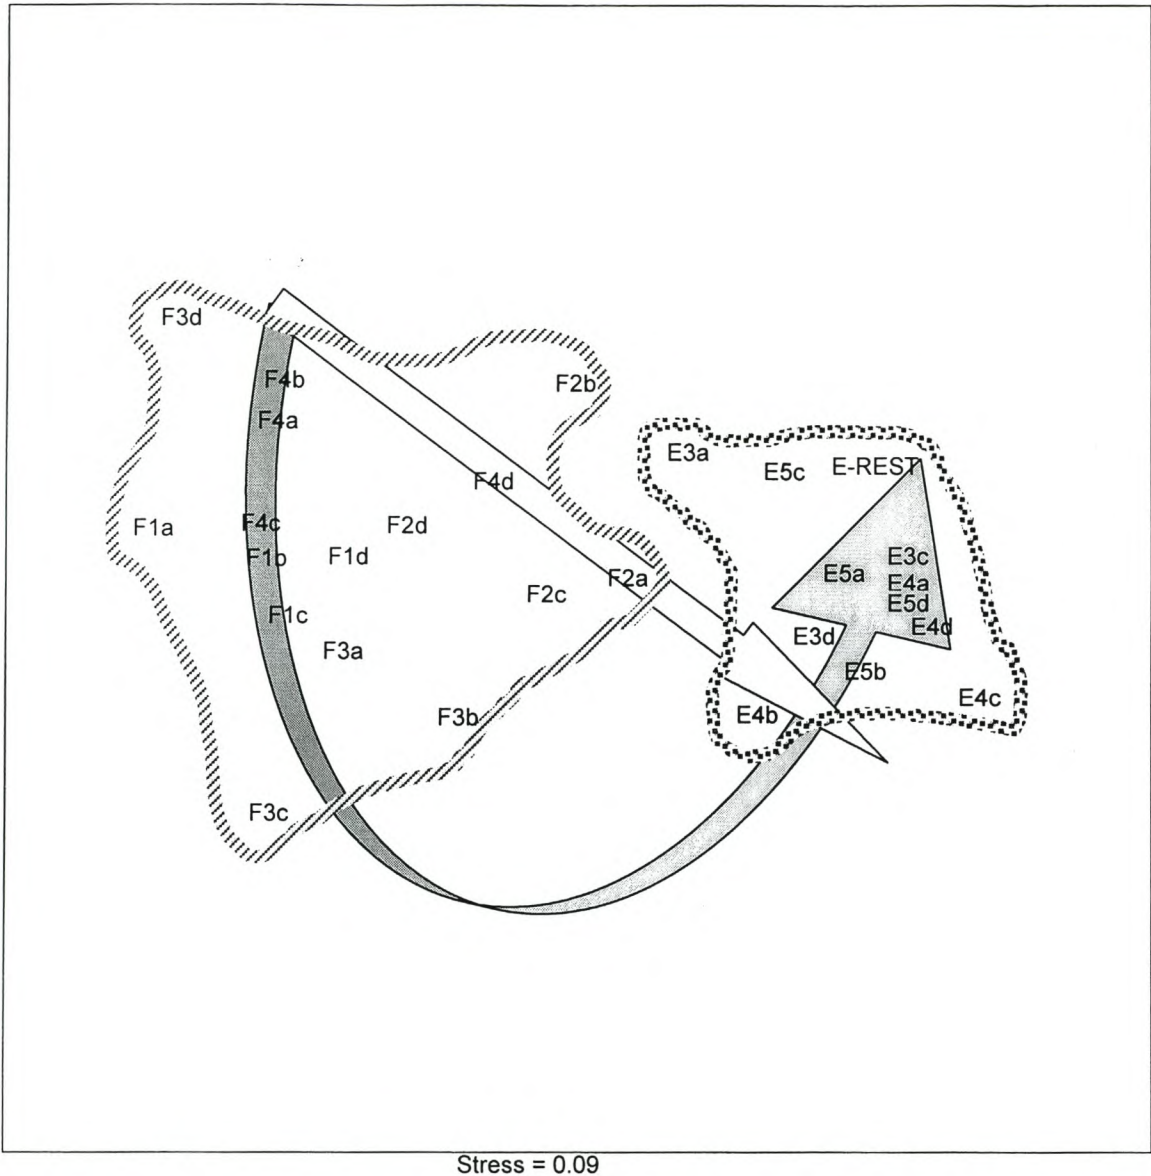 F3d
F4b
F2b
F4a
E3a
E-REST
E5c
F4d
F4c
F2d
F1a
F1b
F1d
E3c
E5a
F2a
E4a
F2c
E5d
F1c
E4d
E3d
F3a
E5b
E4c
F3b
E4b
F3c
Stress = 0.09